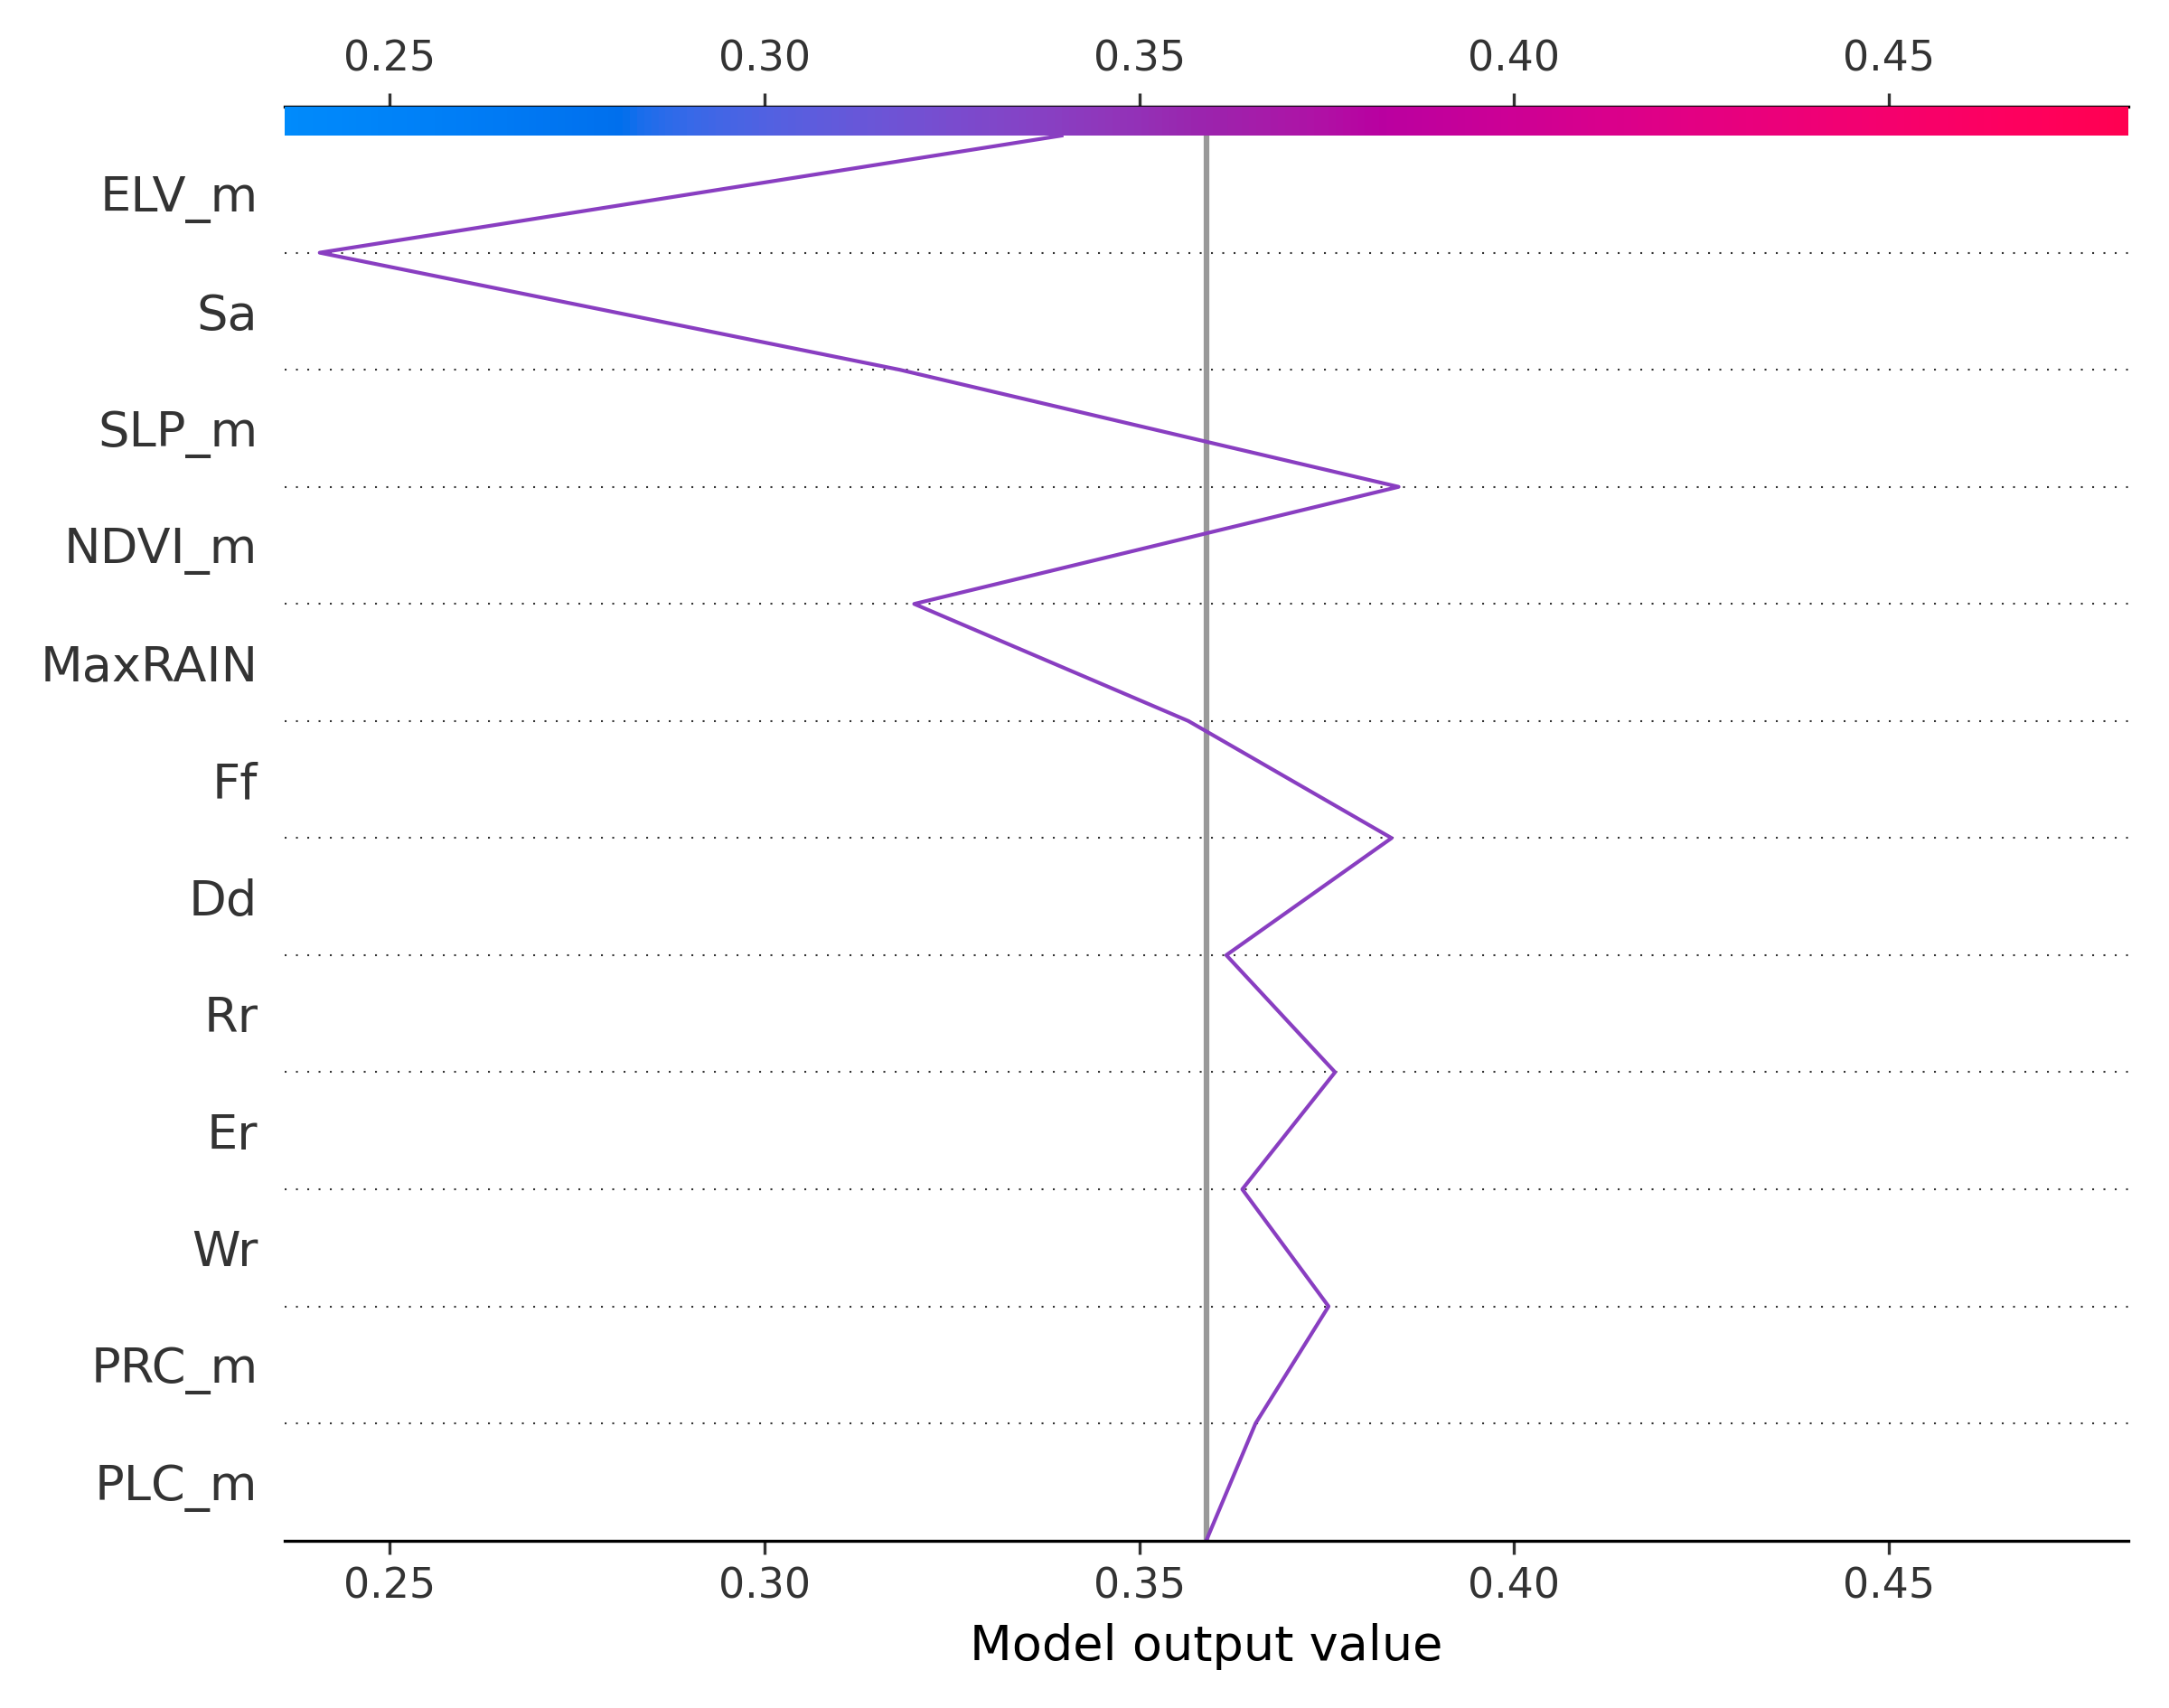 0.25 0.30 0.35 0.40 0.45
ELV_m
Sa
SLP_m
NDVI_m
MaxRAIN
Ff
Dd
Rr
Er
Wr
PRC_m
PLC_m
0.25 0.30 0.35 0.40 0.45
Model output value